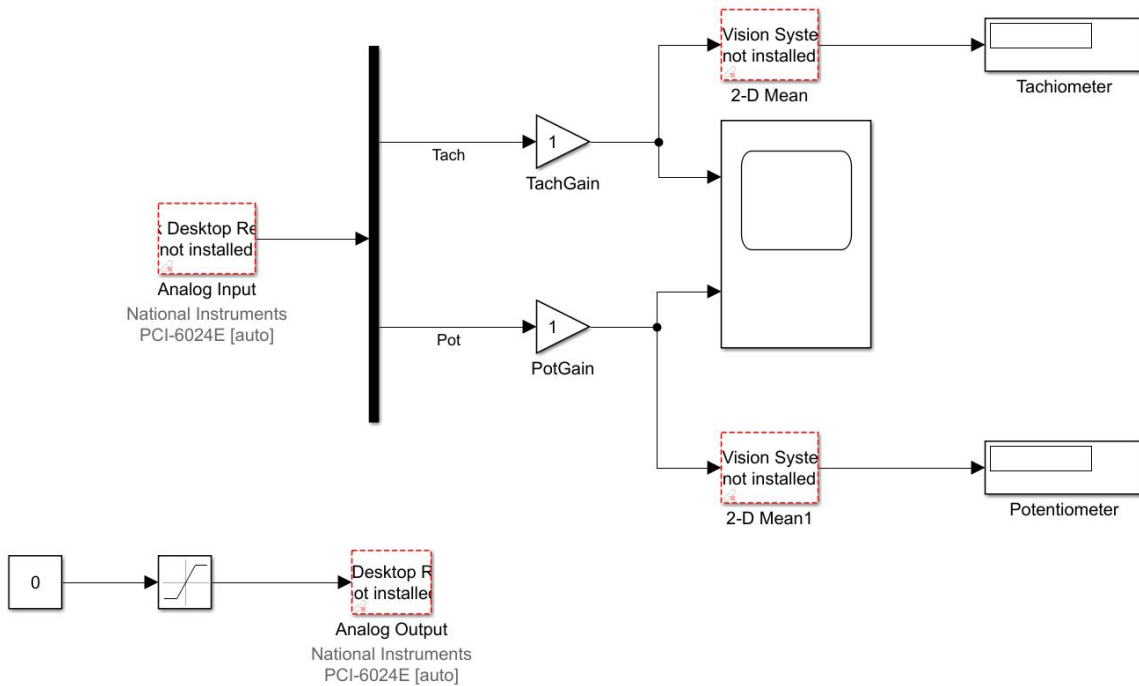 Vision Syste
not installed
2-D Mean
Tachiometer
Tach
1
TachGain
Desktop Re
not installed
Analog Input
National Instruments
PCI-6024E [auto]
Pot
1
PotGain
Vision Syste
not installed
2-D Mean1
Potentiometer
0
Desktop R
ot installed
Analog Output
National Instruments
PCI-6024E [auto]